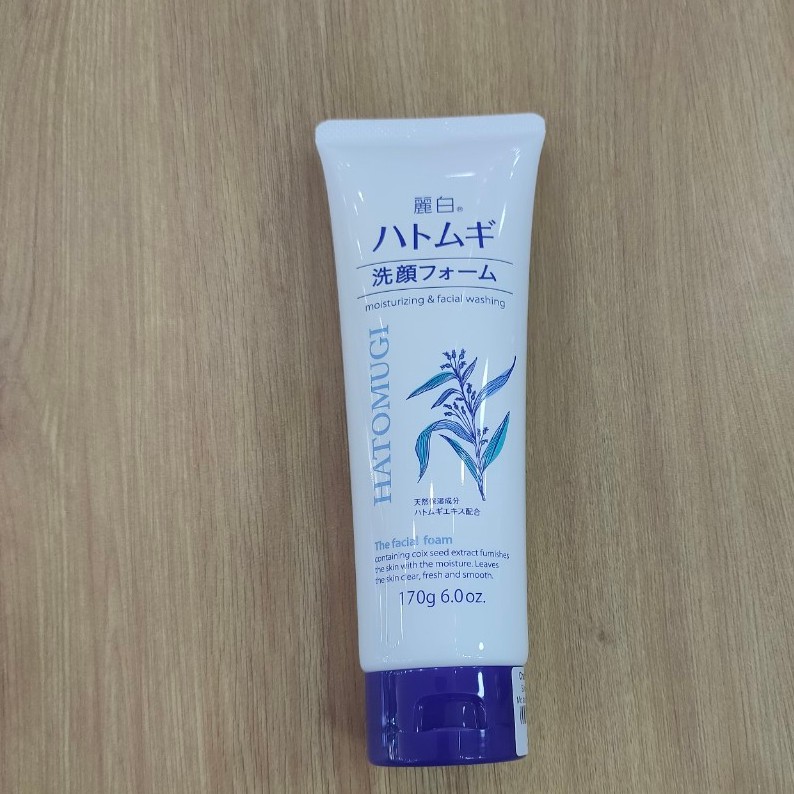 麗白®
ハトムギ
洗顔フォーム
moisturizing & facial washing
HATOMUGI
天然保湿成分
ハトムギエキス配合
The facial foam
containing coix seed extract furnishes
the skin with the moisture. Leaves
the skin clear, fresh and smooth.
170g 6.0oz.